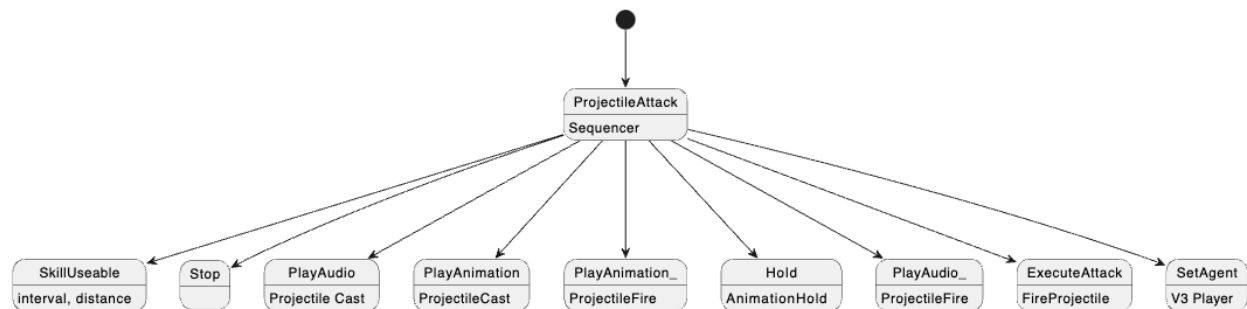 ProjectileAttack
Sequencer
SkillUseable
interval, distance
Stop
PlayAudio
Projectile Cast
PlayAnimation
ProjectileCast
PlayAnimation_
ProjectileFire
Hold
AnimationHold
PlayAudio_
ProjectileFire
ExecuteAttack
FireProjectile
SetAgent
V3 Player